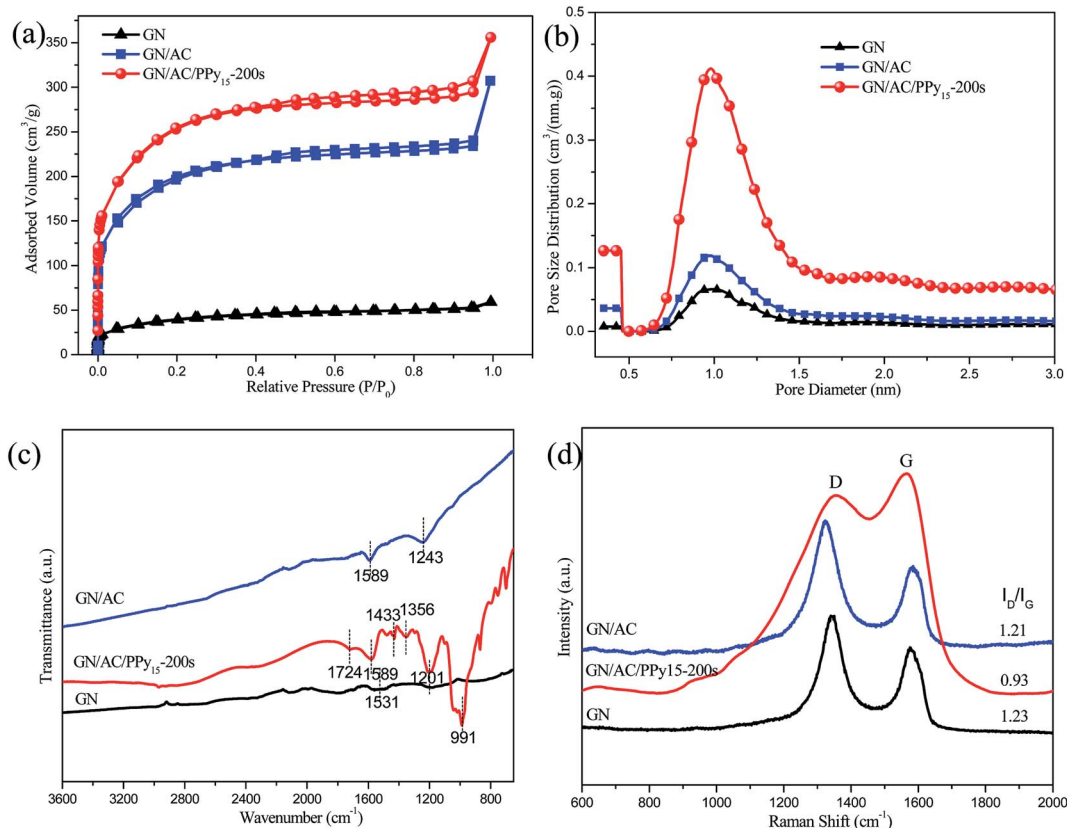 (a)
GN
GN/AC
GN/AC/PPy15-200s
350
300
250
200
150
100
50
0
Adsorbed Volume (cm3/g)
0.0 0.2 0.4 0.6 0.8 1.0
Relative Pressure (P/P0)
(b)
GN
GN/AC
GN/AC/PPy15-200s
0.5
0.4
0.3
0.2
0.1
0.0
Pore Size Distribution (cm3/(nm.g)
0.5 1.0 1.5 2.0 2.5 3.0
Pore Diameter (nm)
(c)
1589
1243
GN/AC
1433 1356
GN/AC/PPy15-200s
1724 1589 1201
GN
1531
991
Transmittance (a.u.)
3600 3200 2800 2400 2000 1600 1200 800
Wavenumber (cm-1)
(d)
D
G
ID/IG
GN/AC
1.21
GN/AC/PPy15-200s
0.93
GN
1.23
Intensity (a.u.)
600 800 1000 1200 1400 1600 1800 2000
Raman Shift (cm-1)